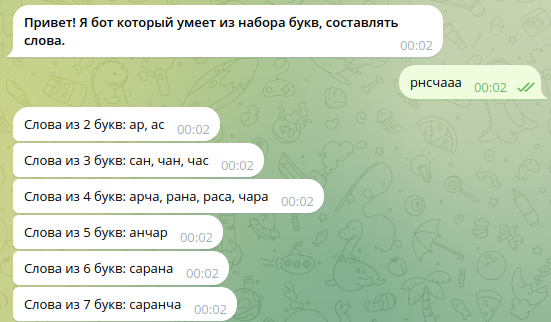 Привет! Я бот который умеет из набора букв, составлять
слова.
00:02
рнсчааа 00:02
Слова из 2 букв: ар, ас 00:02
Слова из 3 букв: сан, чан, час 00:02
Слова из 4 букв: арча, рана, раса, чара 00:02
Слова из 5 букв: анчар 00:02
Слова из 6 букв: сарана 00:02
Слова из 7 букв: саранча 00:02